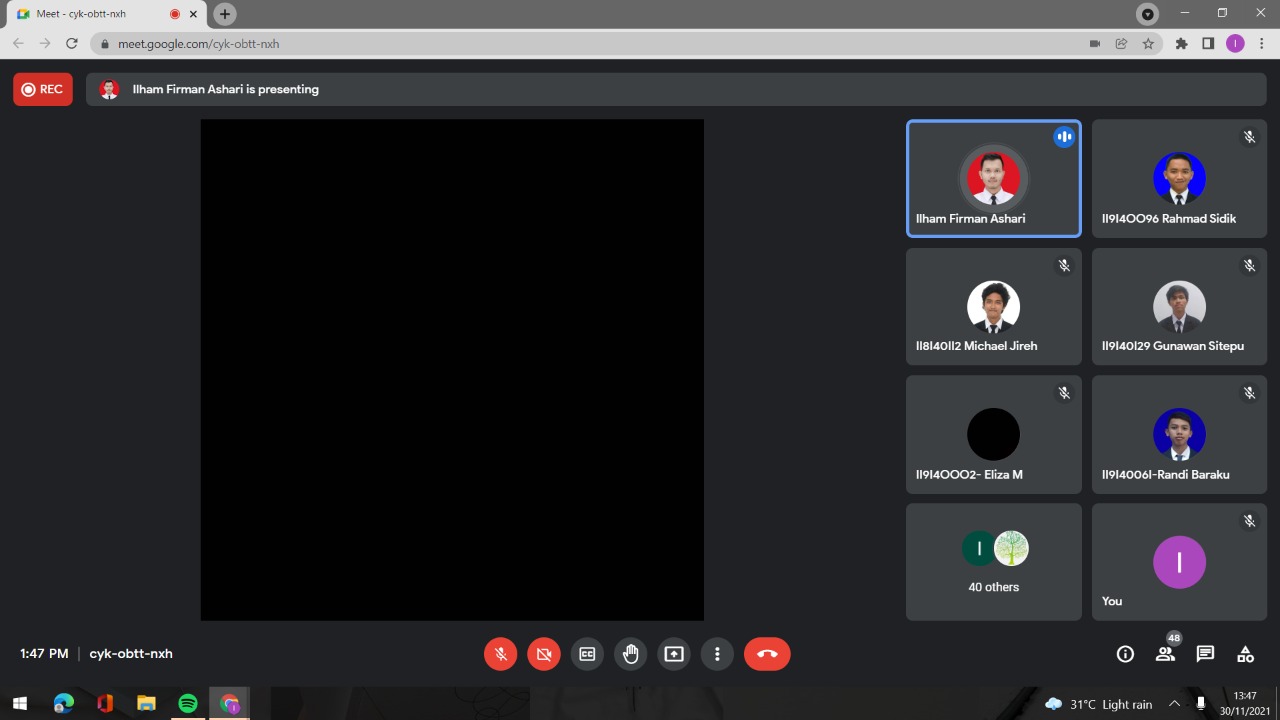 Meet - cyk-obtt-nxh
meet.google.com/cyk-obtt-nxh
I
REC
Ilham Firman Ashari is presenting
Ilham Firman Ashari
119140096 Rahmad Sidik
118140112 Michael Jireh
119140129 Gunawan Sitepu
119140002- Eliza M
119140061-Randi Baraku
I
40 others
I
You
1:47 PM | cyk-obtt-nxh
48
31°C Light rain
13:47
30/11/2021